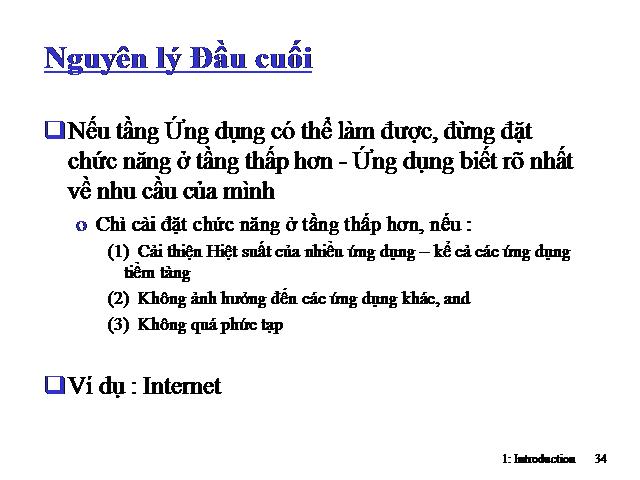 Nguyên lý Đầu cuối
❑Nếu tầng Ứng dụng có thể làm được, đừng đặt
chức năng ở tầng thấp hơn - Ứng dụng biết rõ nhất
về nhu cầu của mình
o Chỉ cài đặt chức năng ở tầng thấp hơn, nếu :
(1) Cải thiện Hiệt suất của nhiều ứng dụng – kể cả các ứng dụng
tiềm tàng
(2) Không ảnh hưởng đến các ứng dụng khác, and
(3) Không quá phức tạp
❑Ví dụ : Internet
1: Introduction 34